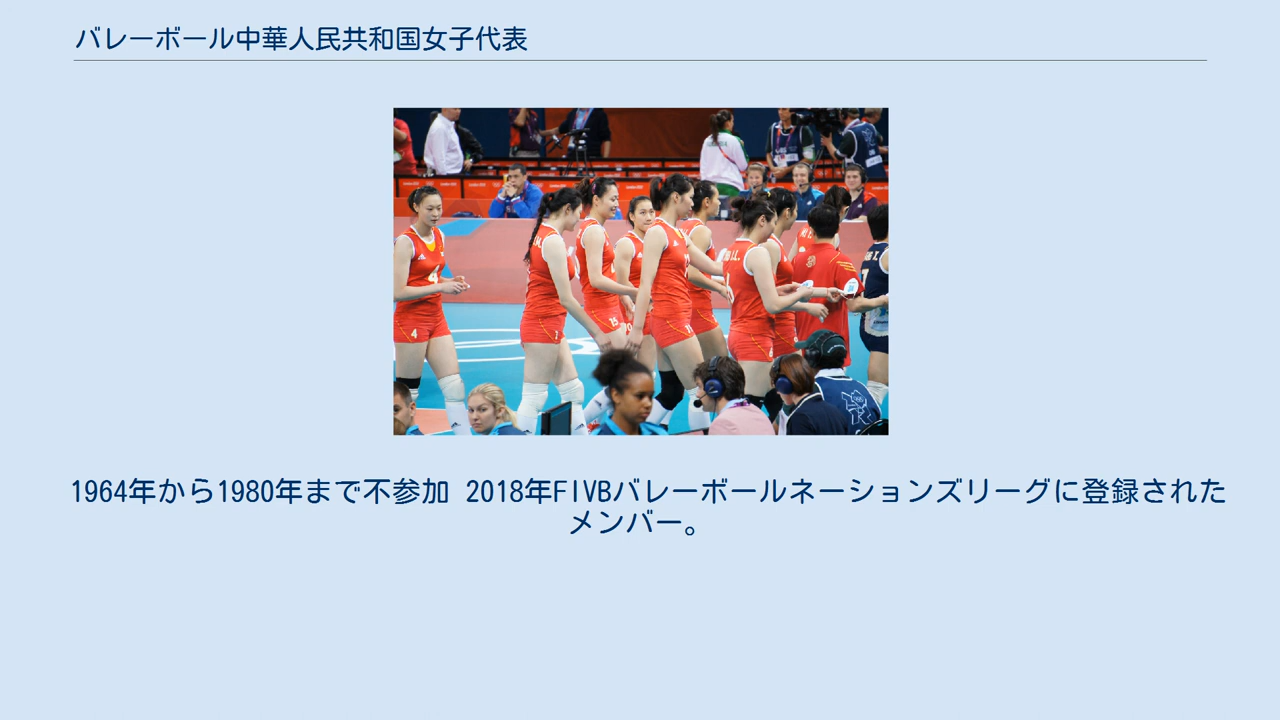 バレーボール中華人民共和国女子代表
1964年から1980年まで不参加 2018年FIVBバレーボールネーションズリーグに登録された
メンバー。